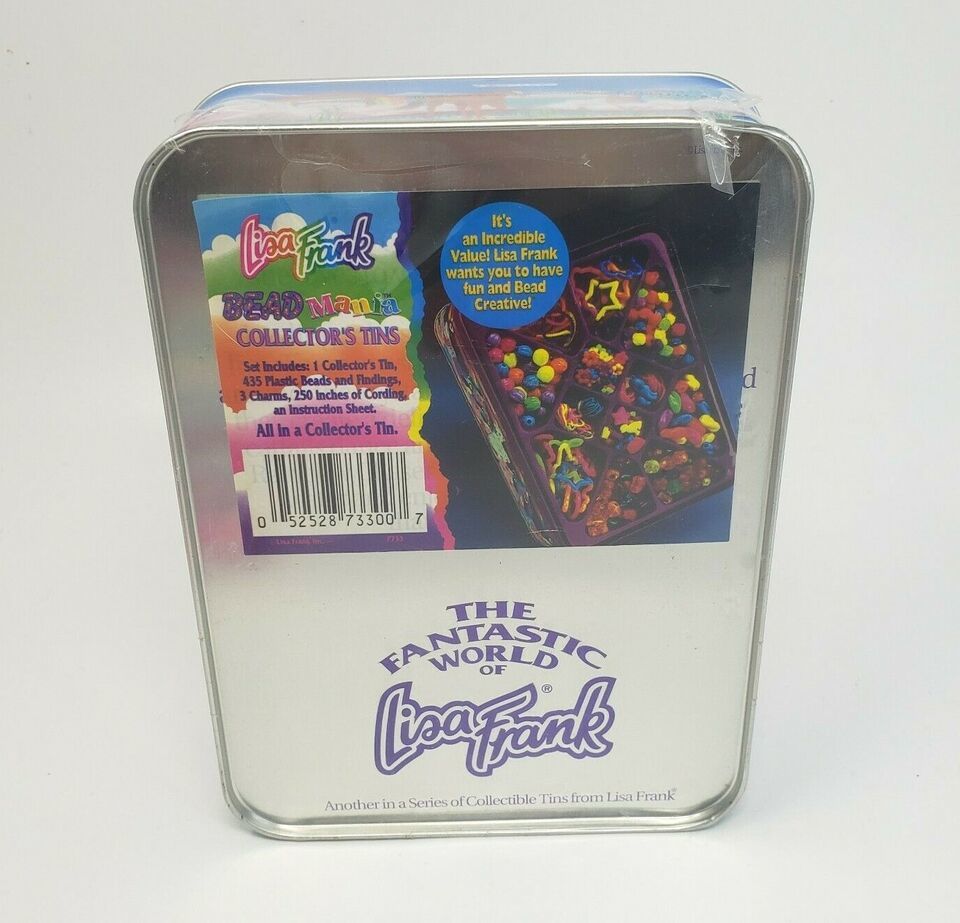 Lisa Frank
BEAD Mania™
COLLECTOR'S TINS
Set Includes: 1 Collector's Tin,
435 Plastic Beads and Findings,
3 Charms, 250 Inches of Cording,
an Instruction Sheet.
All in a Collector's Tin.
0 52528 73300 7
It's
an Incredible
Value! Lisa Frank
wants you to have
fun and Bead
Creative!
d
THE
FANTASTIC
WORLD
OF
Lisa Frank®
Another in a Series of Collectible Tins from Lisa Frank®